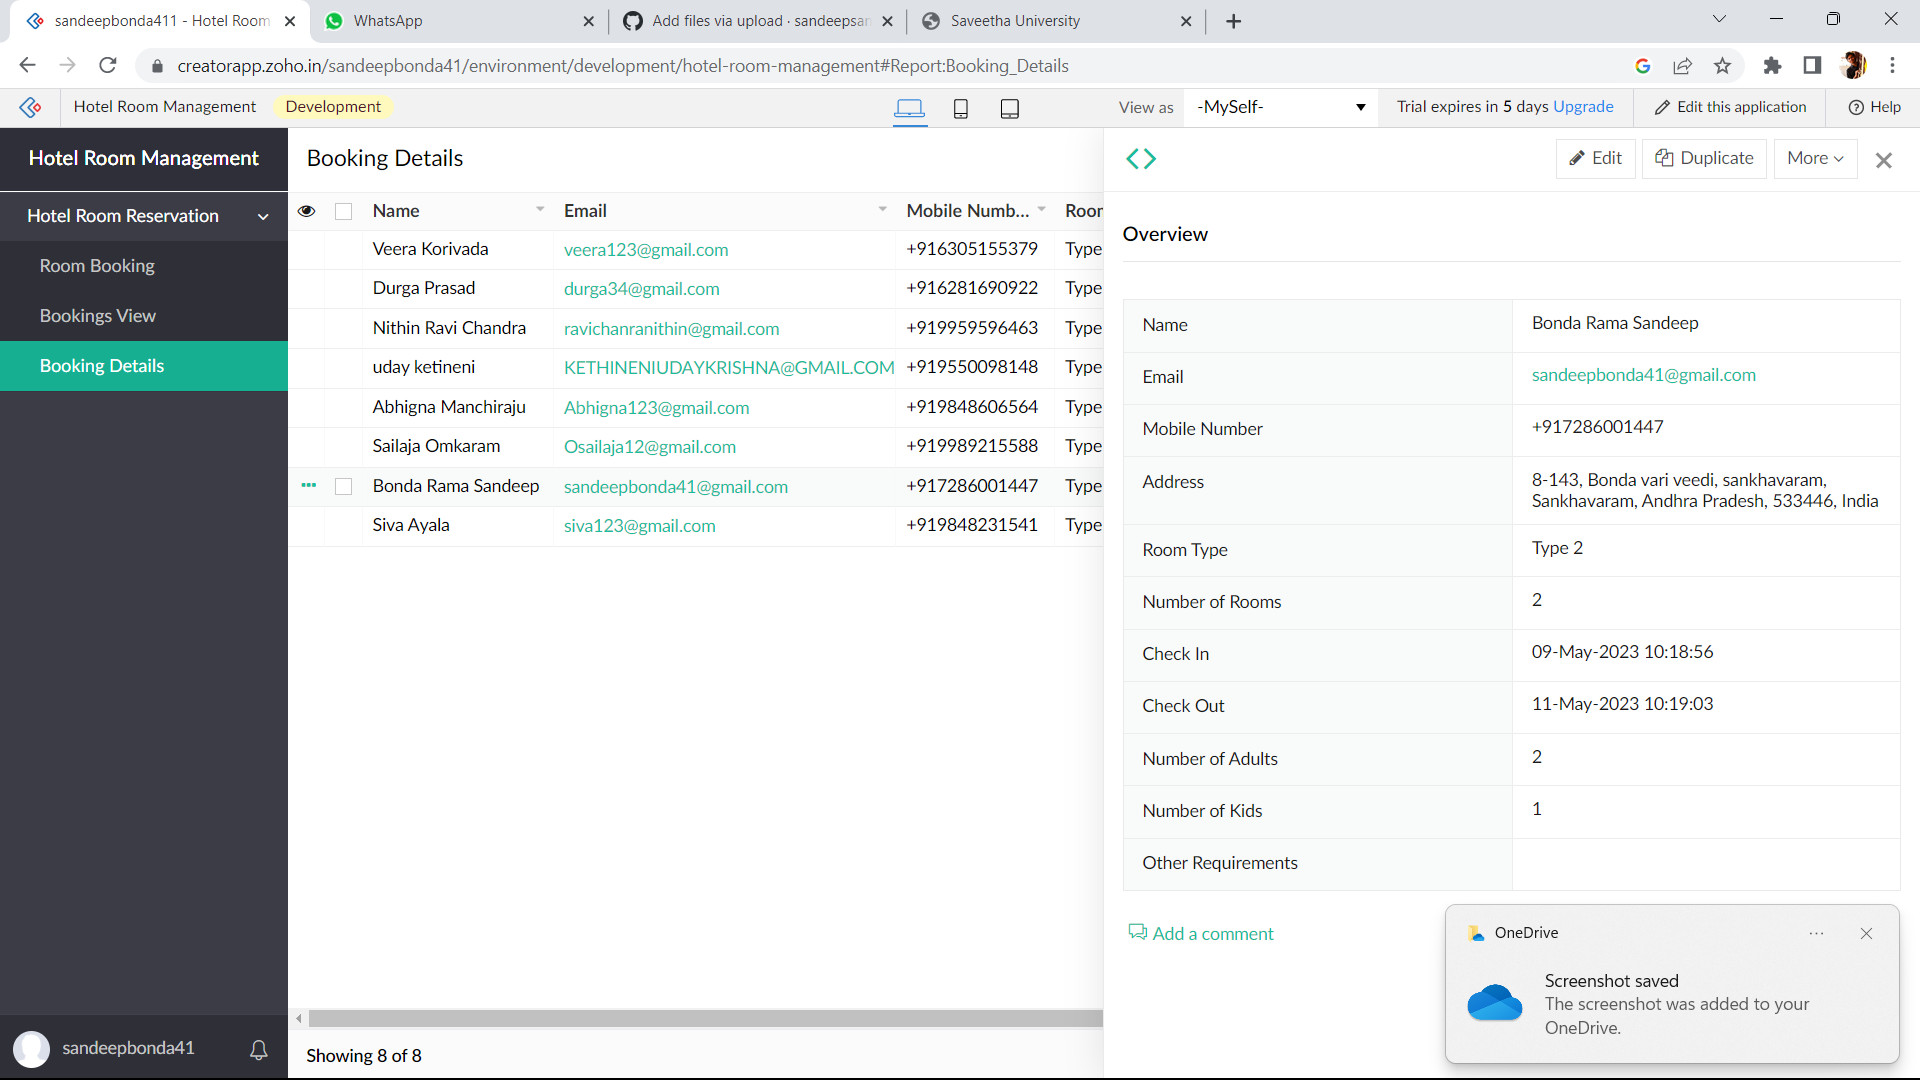 sandeepbonda411 - Hotel Room
WhatsApp
Add files via upload · sandeepsan
Saveetha University
creatorapp.zoho.in/sandeepbonda41/environment/development/hotel-room-management#Report:Booking_Details
Hotel Room Management
Development
View as
-MySelf-
Trial expires in 5 days Upgrade
Edit this application
Help
Hotel Room Management
Hotel Room Reservation
Room Booking
Bookings View
Booking Details
sandeepbonda41
Booking Details
Name Email Mobile Numb... Roor
Veera Korivada veera123@gmail.com +916305155379 Type
Durga Prasad durga34@gmail.com +916281690922 Type
Nithin Ravi Chandra ravichanranithin@gmail.com +919959596463 Type
uday ketineni KETHINENIUDAYKRISHNA@GMAIL.COM +919550098148 Type
Abhigna Manchiraju Abhigna123@gmail.com +919848606564 Type
Sailaja Omkaram Osailaja12@gmail.com +919989215588 Type
Bonda Rama Sandeep sandeepbonda41@gmail.com +917286001447 Type
Siva Ayala siva123@gmail.com +919848231541 Type
Showing 8 of 8
Edit
Duplicate
More
Overview
Name Bonda Rama Sandeep
Email sandeepbonda41@gmail.com
Mobile Number +917286001447
Address 8-143, Bonda vari veedi, sankhavaram,
Sankhavaram, Andhra Pradesh, 533446, India
Room Type Type 2
Number of Rooms 2
Check In 09-May-2023 10:18:56
Check Out 11-May-2023 10:19:03
Number of Adults 2
Number of Kids 1
Other Requirements
Add a comment
OneDrive
Screenshot saved
The screenshot was added to your
OneDrive.